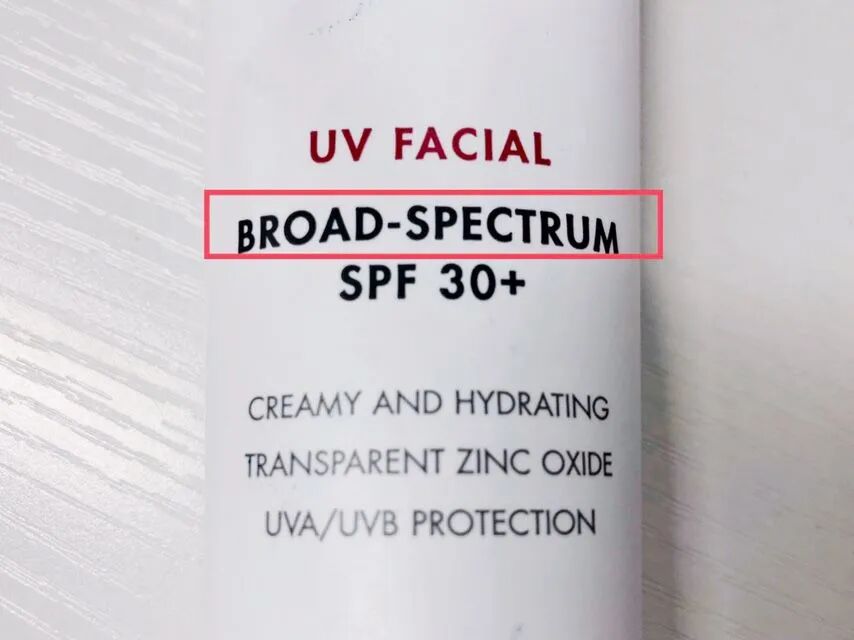 UV FACIAL
BROAD-SPECTRUM
SPF 30+
CREAMY AND HYDRATING
TRANSPARENT ZINC OXIDE
UVA/UVB PROTECTION